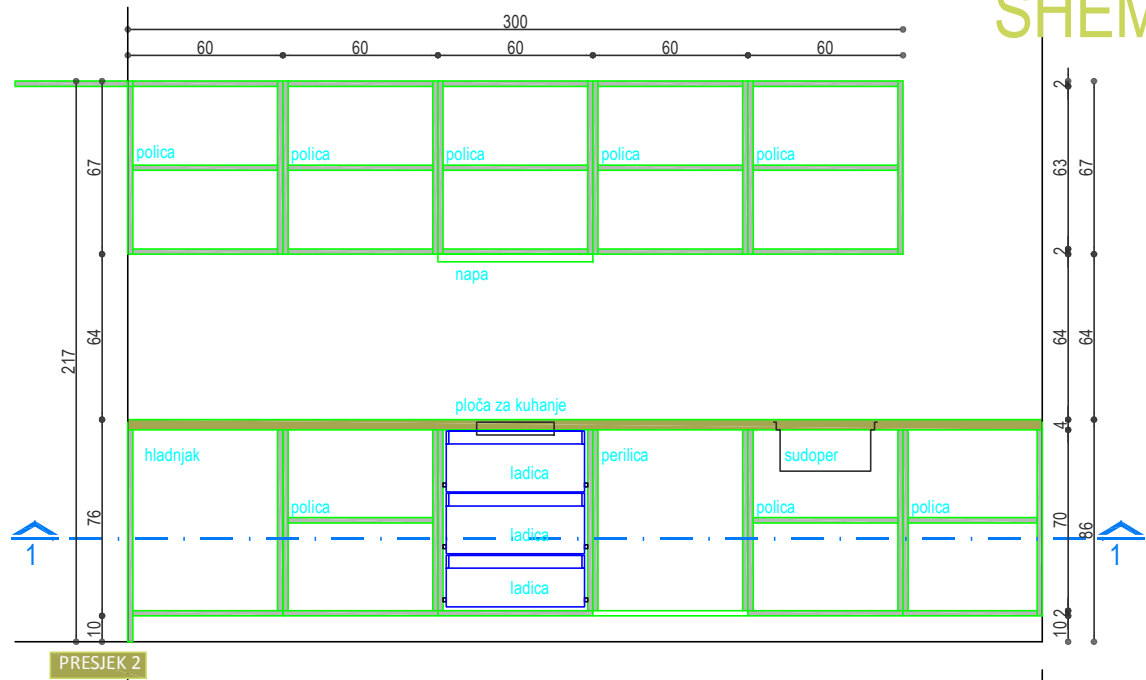 SHEM
300
60 60 60 60 60
polica polica polica polica polica
67
2
63
67
2
napa
217
64
64
64
ploča za kuhanje
4
hladnjak
ladica
perilica
sudoper
polica
polica
polica
76
ladica
70
86
1
1
ladica
10
2
10
PRESJEK 2